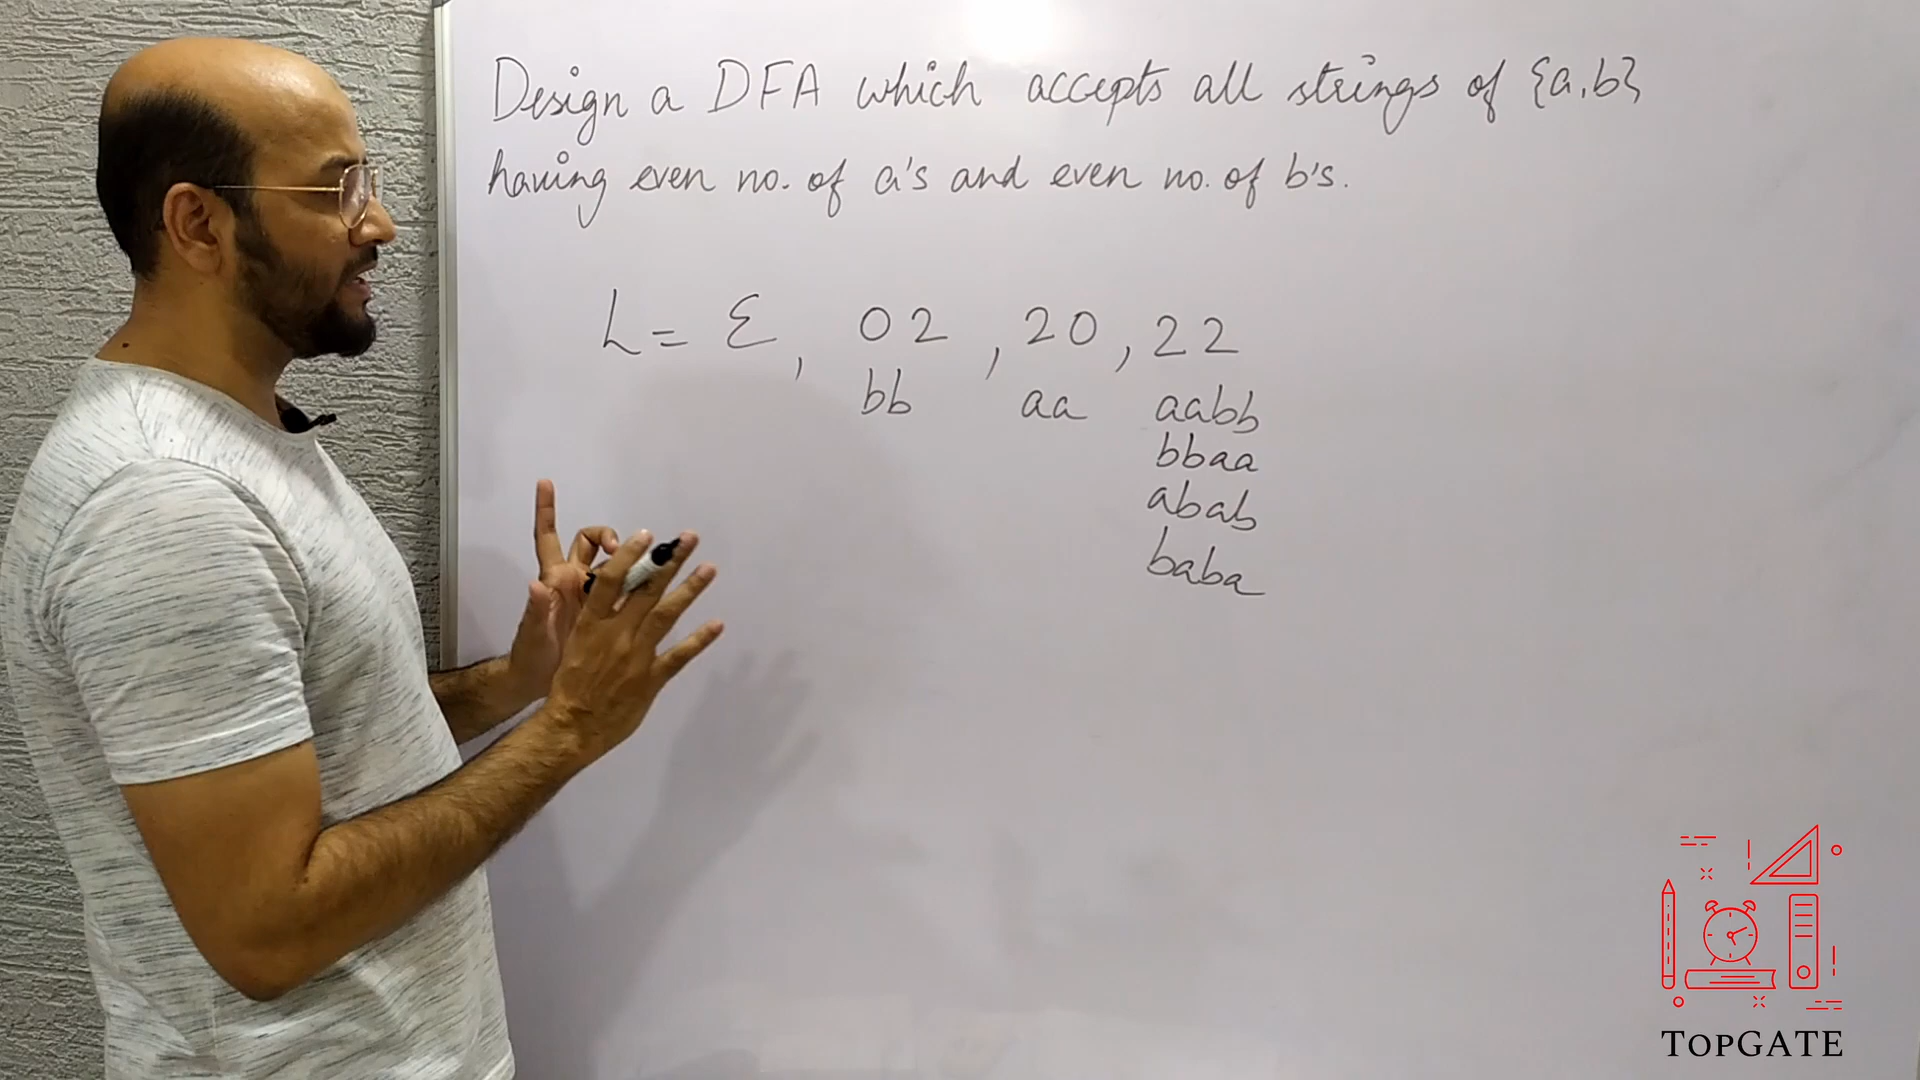 Design a DFA which accepts all strings of {a,b}
having even no. of a's and even no. of b's.
L = Ɛ, 02, 20, 22
bb aa aabb
bbaa
abab
baba
TOPGATE